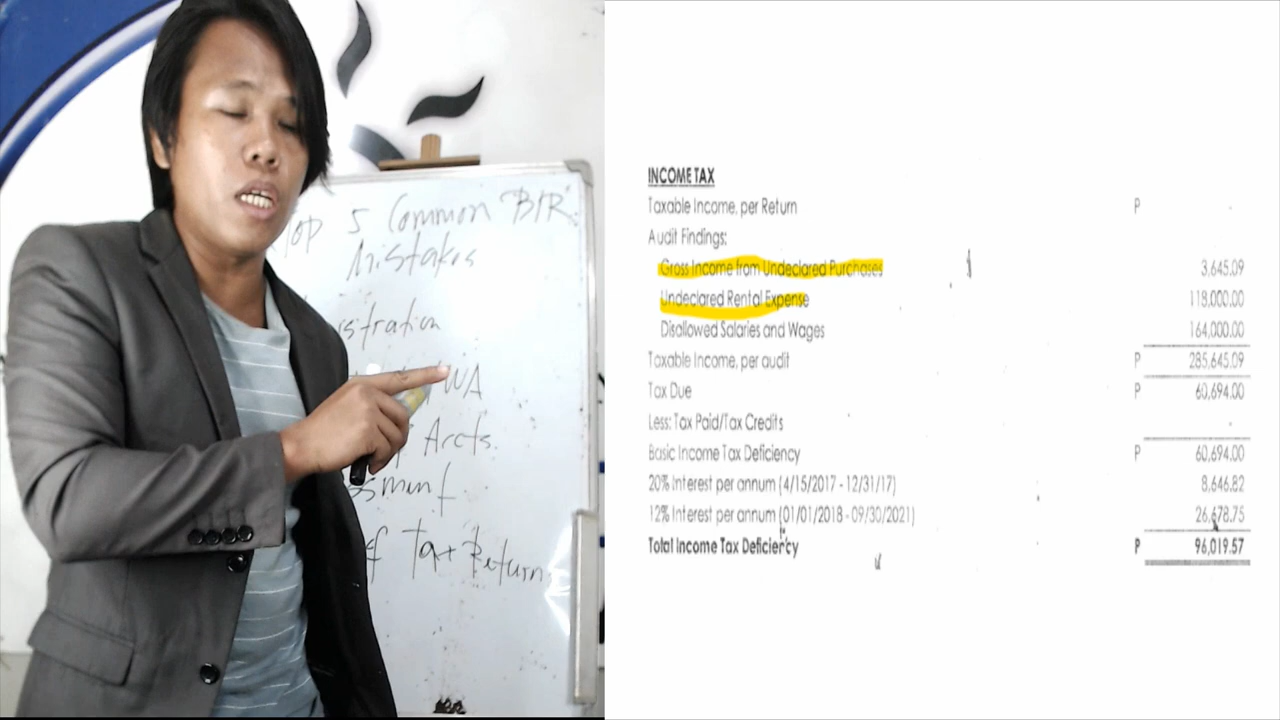 Top 5 Common BIR
Mistakes
WA
Arcts.
of Tax Return
INCOME TAX
Taxable Income, per Return P -
Audit Findings:
Gross Income from Undeclared Purchases 3,645.09
Undeclared Rental Expense 118,000.00
Disallowed Salaries and Wages 164,000.00
Taxable Income, per audit P 285,645.09
Tax Due P 60,694.00
Less: Tax Paid/Tax Credits -
Basic Income Tax Deficiency P 60,694.00
20% Interest per annum (4/15/2017 - 12/31/17) 8,646.82
12% Interest per annum (01/01/2018 - 09/30/2021) 26,678.75
Total Income Tax Deficiency P 96,019.57